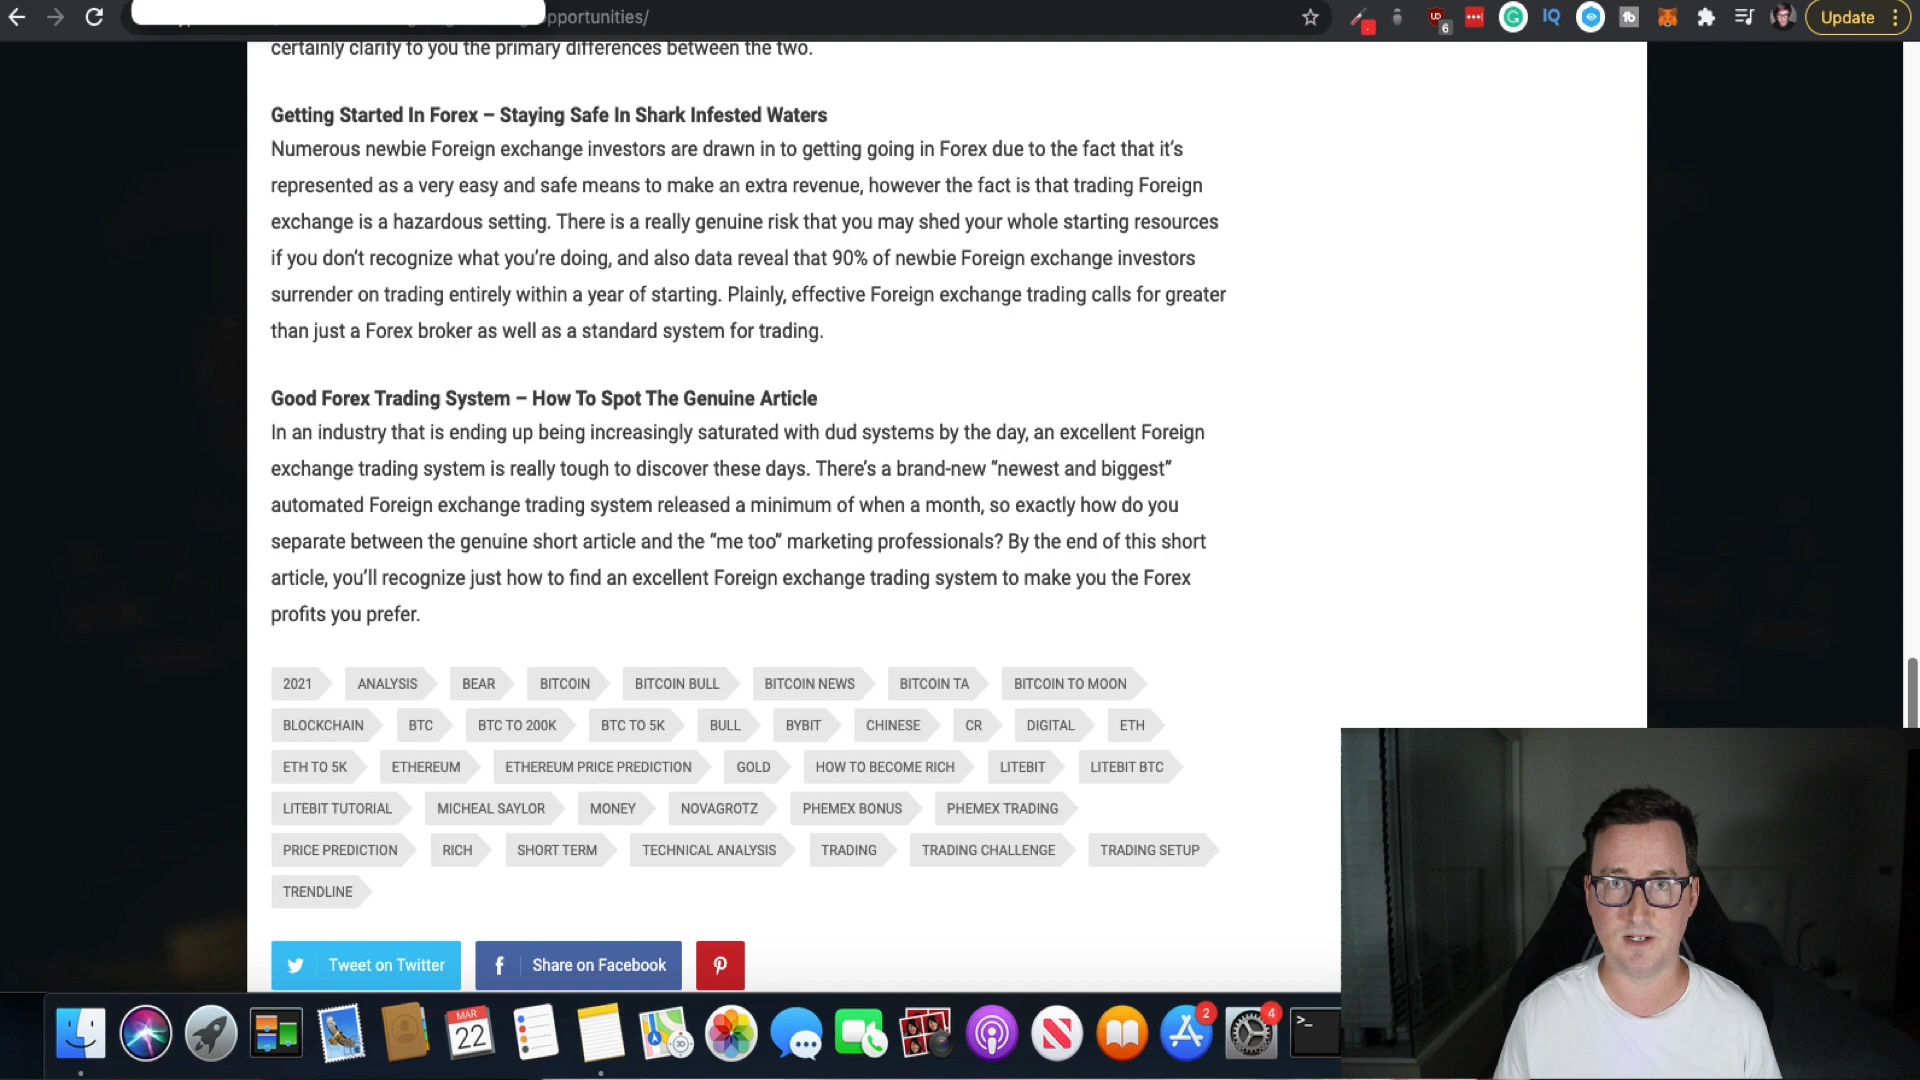 opportunities/
Update
certainly clarify to you the primary differences between the two.
Getting Started In Forex – Staying Safe In Shark Infested Waters
Numerous newbie Foreign exchange investors are drawn in to getting going in Forex due to the fact that it's
represented as a very easy and safe means to make an extra revenue, however the fact is that trading Foreign
exchange is a hazardous setting. There is a really genuine risk that you may shed your whole starting resources
if you don't recognize what you're doing, and also data reveal that 90% of newbie Foreign exchange investors
surrender on trading entirely within a year of starting. Plainly, effective Foreign exchange trading calls for greater
than just a Forex broker as well as a standard system for trading.
Good Forex Trading System – How To Spot The Genuine Article
In an industry that is ending up being increasingly saturated with dud systems by the day, an excellent Foreign
exchange trading system is really tough to discover these days. There's a brand-new “newest and biggest”
automated Foreign exchange trading system released a minimum of when a month, so exactly how do you
separate between the genuine short article and the “me too” marketing professionals? By the end of this short
article, you'll recognize just how to find an excellent Foreign exchange trading system to make you the Forex
profits you prefer.
2021 ANALYSIS BEAR BITCOIN BITCOIN BULL BITCOIN NEWS BITCOIN TA BITCOIN TO MOON
BLOCKCHAIN BTC BTC TO 200K BTC TO 5K BULL BYBIT CHINESE CR DIGITAL ETH
ETH TO 5K ETHEREUM ETHEREUM PRICE PREDICTION GOLD HOW TO BECOME RICH LITEBIT LITEBIT BTC
LITEBIT TUTORIAL MICHEAL SAYLOR MONEY NOVAGROTZ PHEMEX BONUS PHEMEX TRADING
PRICE PREDICTION RICH SHORT TERM TECHNICAL ANALYSIS TRADING TRADING CHALLENGE TRADING SETUP
TRENDLINE
Tweet on Twitter Share on Facebook
MAR
22
2
4